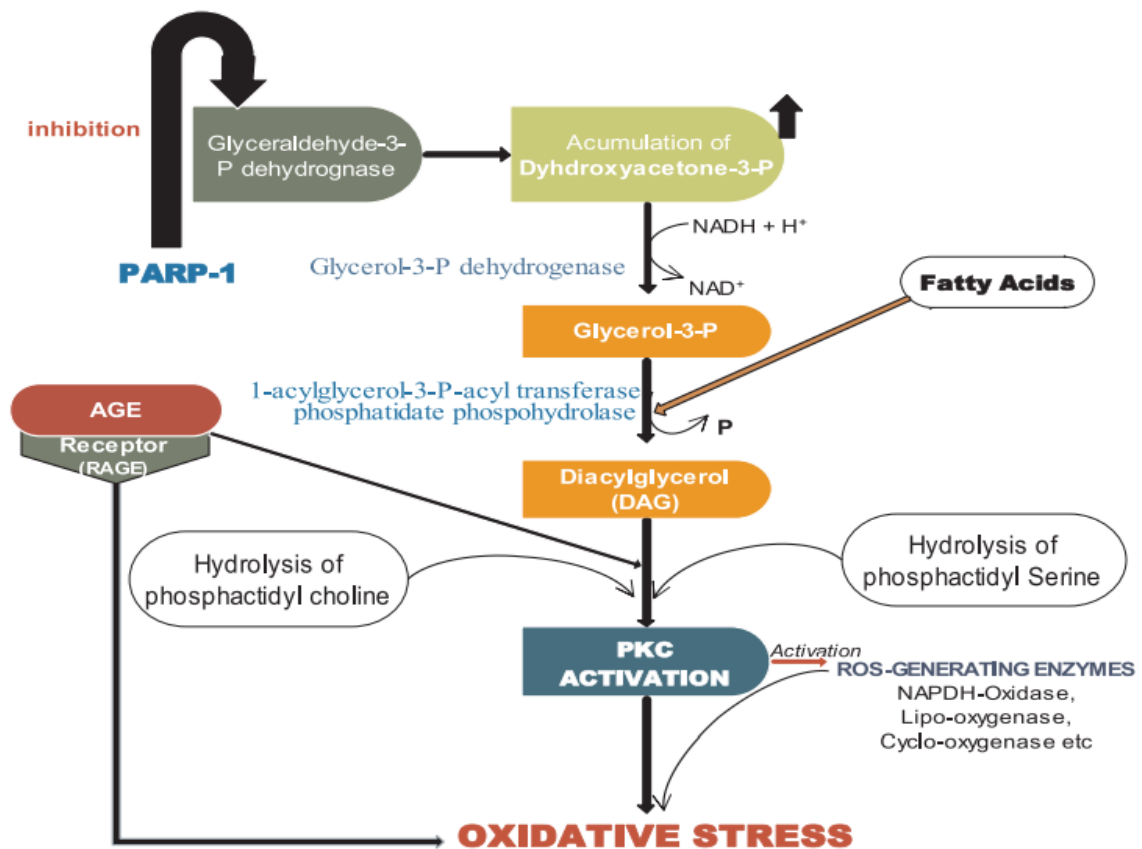 inhibition
Glyceraldehyde-3-
P dehydrognase
Acumulation of
Dyhdroxyacetone-3-P
PARP-1
NADH + H⁺
Glycerol-3-P dehydrogenase
NAD⁺
Fatty Acids
Glycerol-3-P
1-acylglycerol-3-P-acyl transferase
phosphatidate phospohydrolase
P
AGE
Receptor
(RAGE)
Diacylglycerol
(DAG)
Hydrolysis of
phosphactidyl choline
Hydrolysis of
phosphactidyl Serine
PKC
ACTIVATION
Activation
ROS-GENERATING ENZYMES
NAPDH-Oxidase,
Lipo-oxygenase,
Cyclo-oxygenase etc
OXIDATIVE STRESS